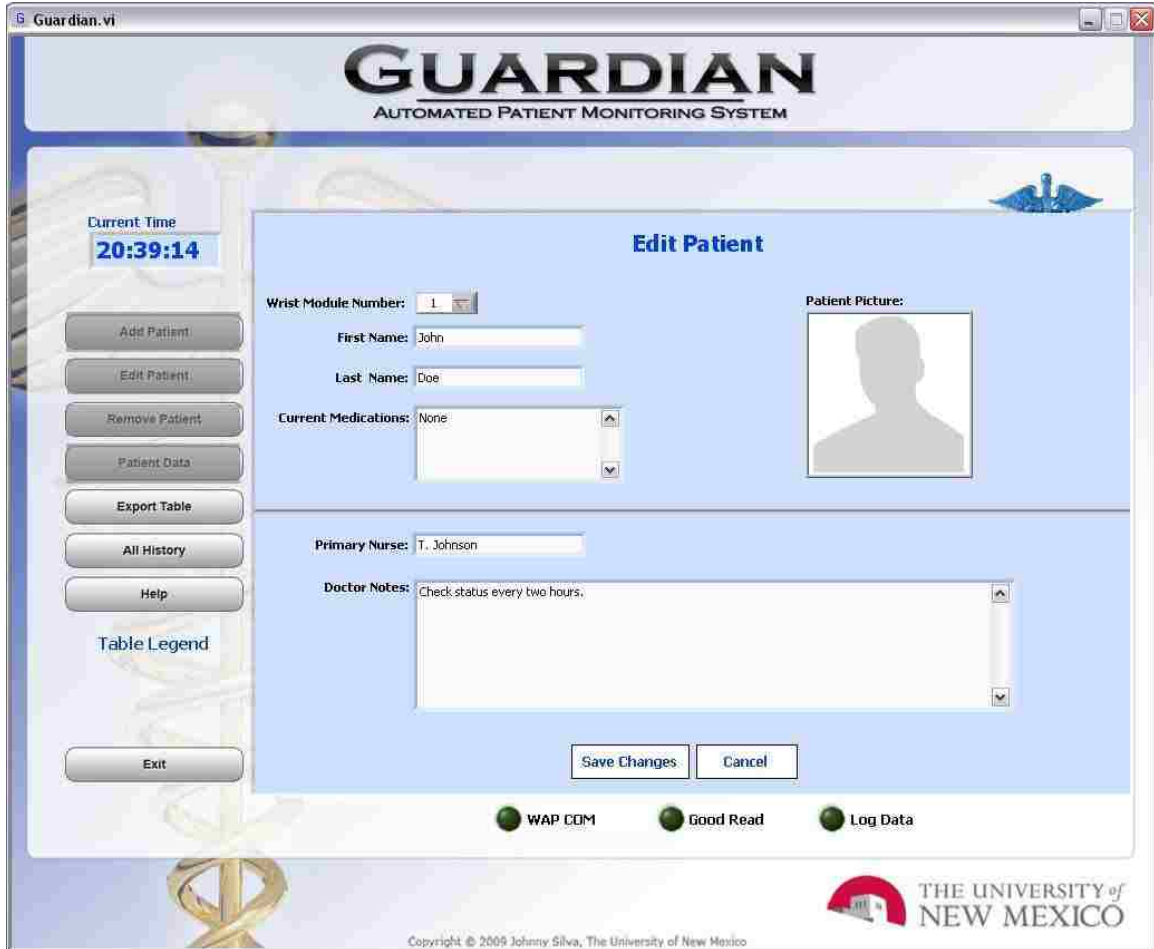 G Guardian.vi
GUARDIAN
AUTOMATED PATIENT MONITORING SYSTEM
Current Time
20:39:14
Add Patient
Edit Patient
Remove Patient
Patient Data
Export Table
All History
Help
Table Legend
Exit
Edit Patient
Wrist Module Number: 1
First Name: John
Last Name: Doe
Current Medications: None
Patient Picture:
Primary Nurse: T. Johnson
Doctor Notes: Check status every two hours.
Save Changes
Cancel
WAP COM
Good Read
Log Data
THE UNIVERSITY of
NEW MEXICO
Copyright © 2009 Johnny Silva, The University of New Mexico